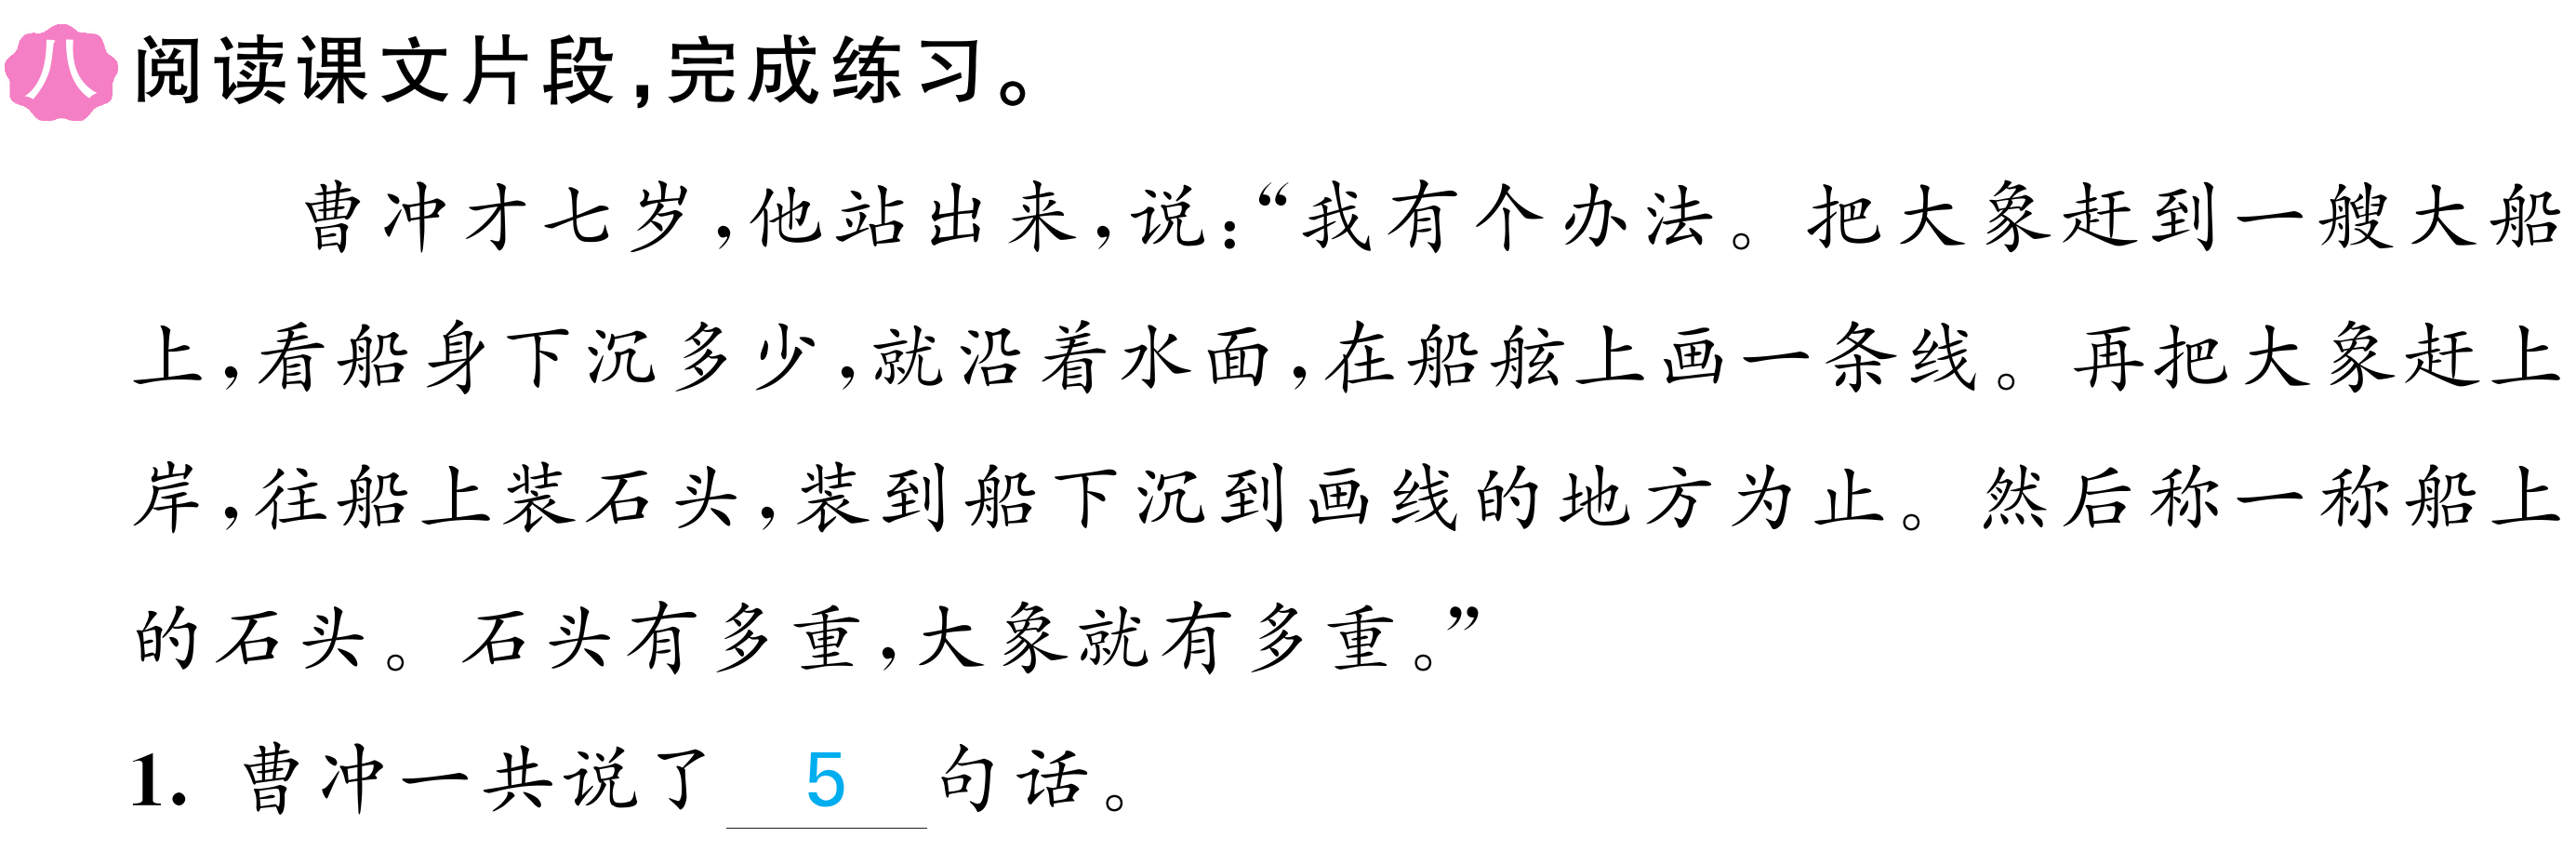 八 阅读课文片段,完成练习。
曹冲才七岁,他站出来,说:“我有个办法。把大象赶到一艘大船
上,看船身下沉多少,就沿着水面,在船舷上画一条线。再把大象赶上
岸,往船上装石头,装到船下沉到画线的地方为止。然后称一称船上
的石头。石头有多重,大象就有多重。”
1. 曹冲一共说了 5 句话。